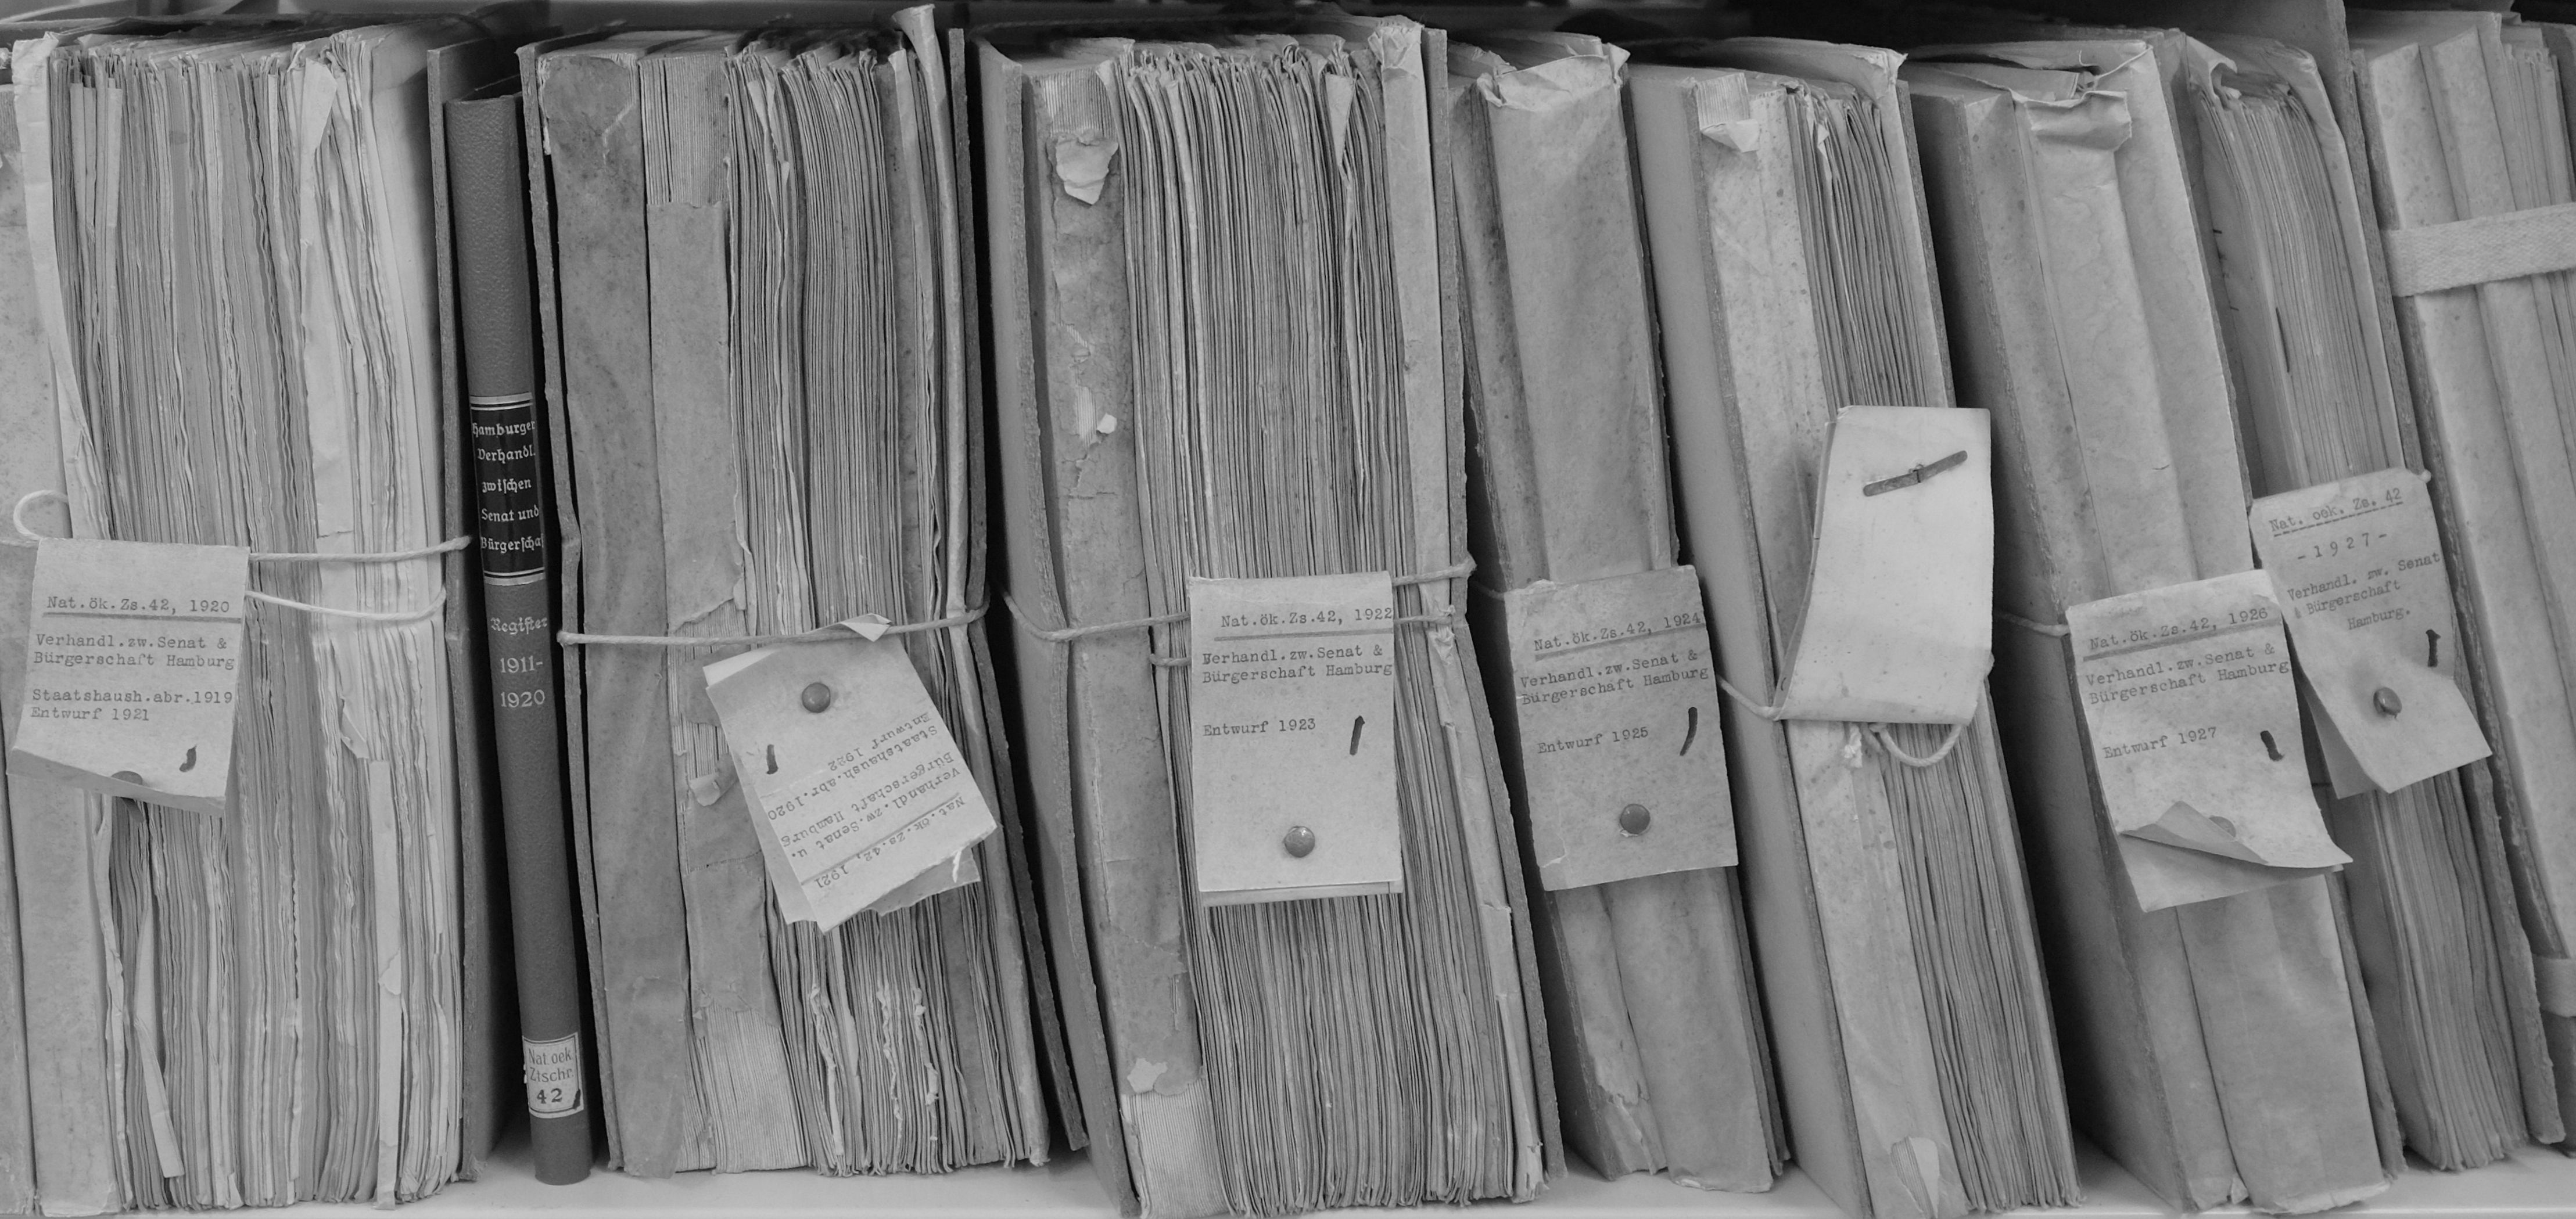 Nat.ök.Zs.42, 1920
Verhandl.zw.Senat &
Bürgerschaft Hamburg
Staatshaush.abr.1919
Entwurf 1921
Hamburger
Verhandl.
zwiſchen
Senat und
Bürgerſcha
Regiſter
1911-
1920
Nat oek
Ztschr
42
Nat.ök.Zs.42, 1921
Verhandl.zw.Senat u.
Bürgerschaft Hamburg
Staatshaush.abr.1920
Entwurf 1922
Nat.ök.Zs.42, 1922
Verhandl.zw.Senat &
Bürgerschaft Hamburg
Entwurf 1923
Nat.ök.Zs.42, 1924
Verhandl.zw.Senat &
Bürgerschaft Hamburg
Entwurf 1925
Nat.ök.Zs.42, 1926
Verhandl.zw.Senat &
Bürgerschaft Hamburg
Entwurf 1927
Nat. oek. Zs. 42
-1927-
Verhandl. zw. Senat
& Bürgerschaft
Hamburg.